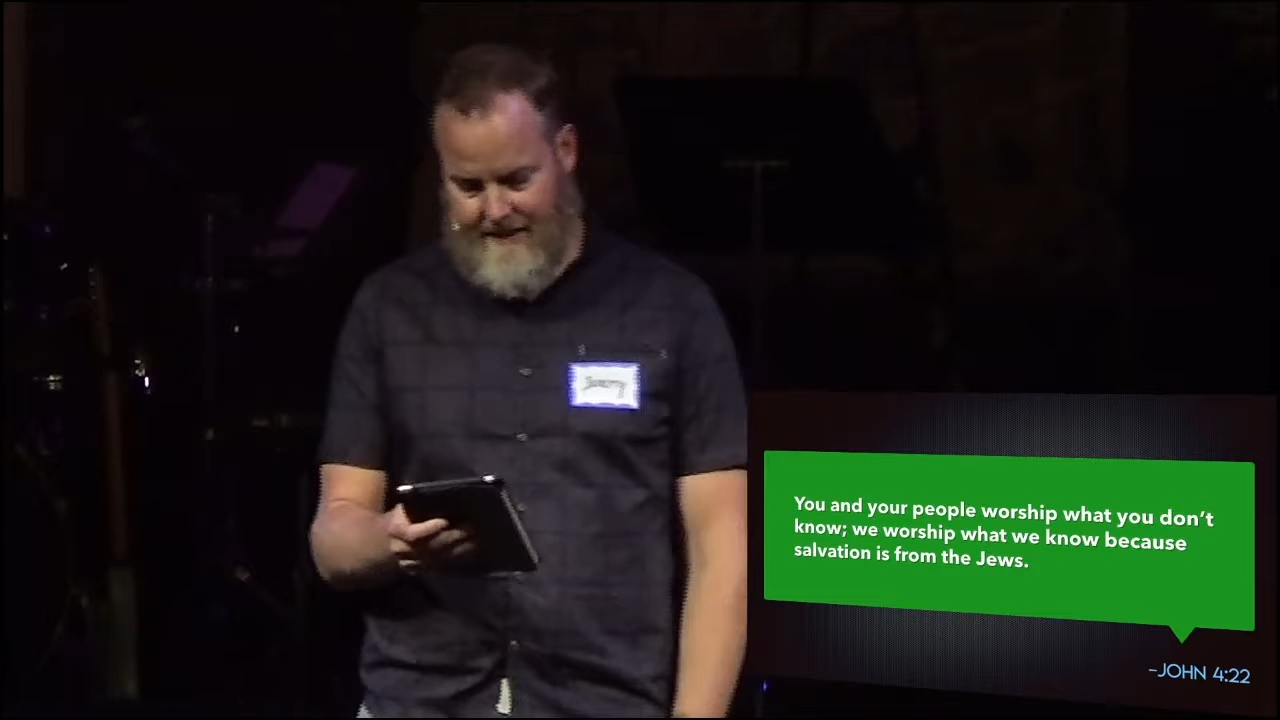 You and your people worship what you don't
know; we worship what we know because
salvation is from the Jews.
–JOHN 4:22